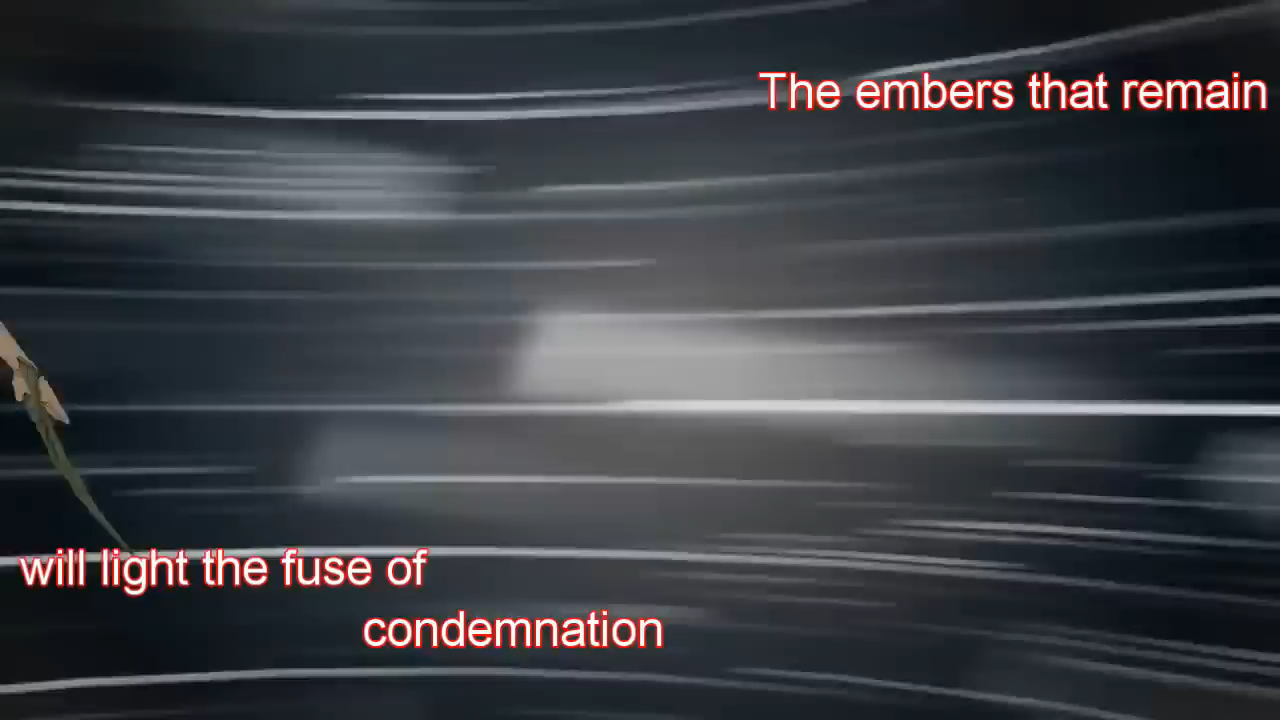 The embers that remain
will light the fuse of
condemnation